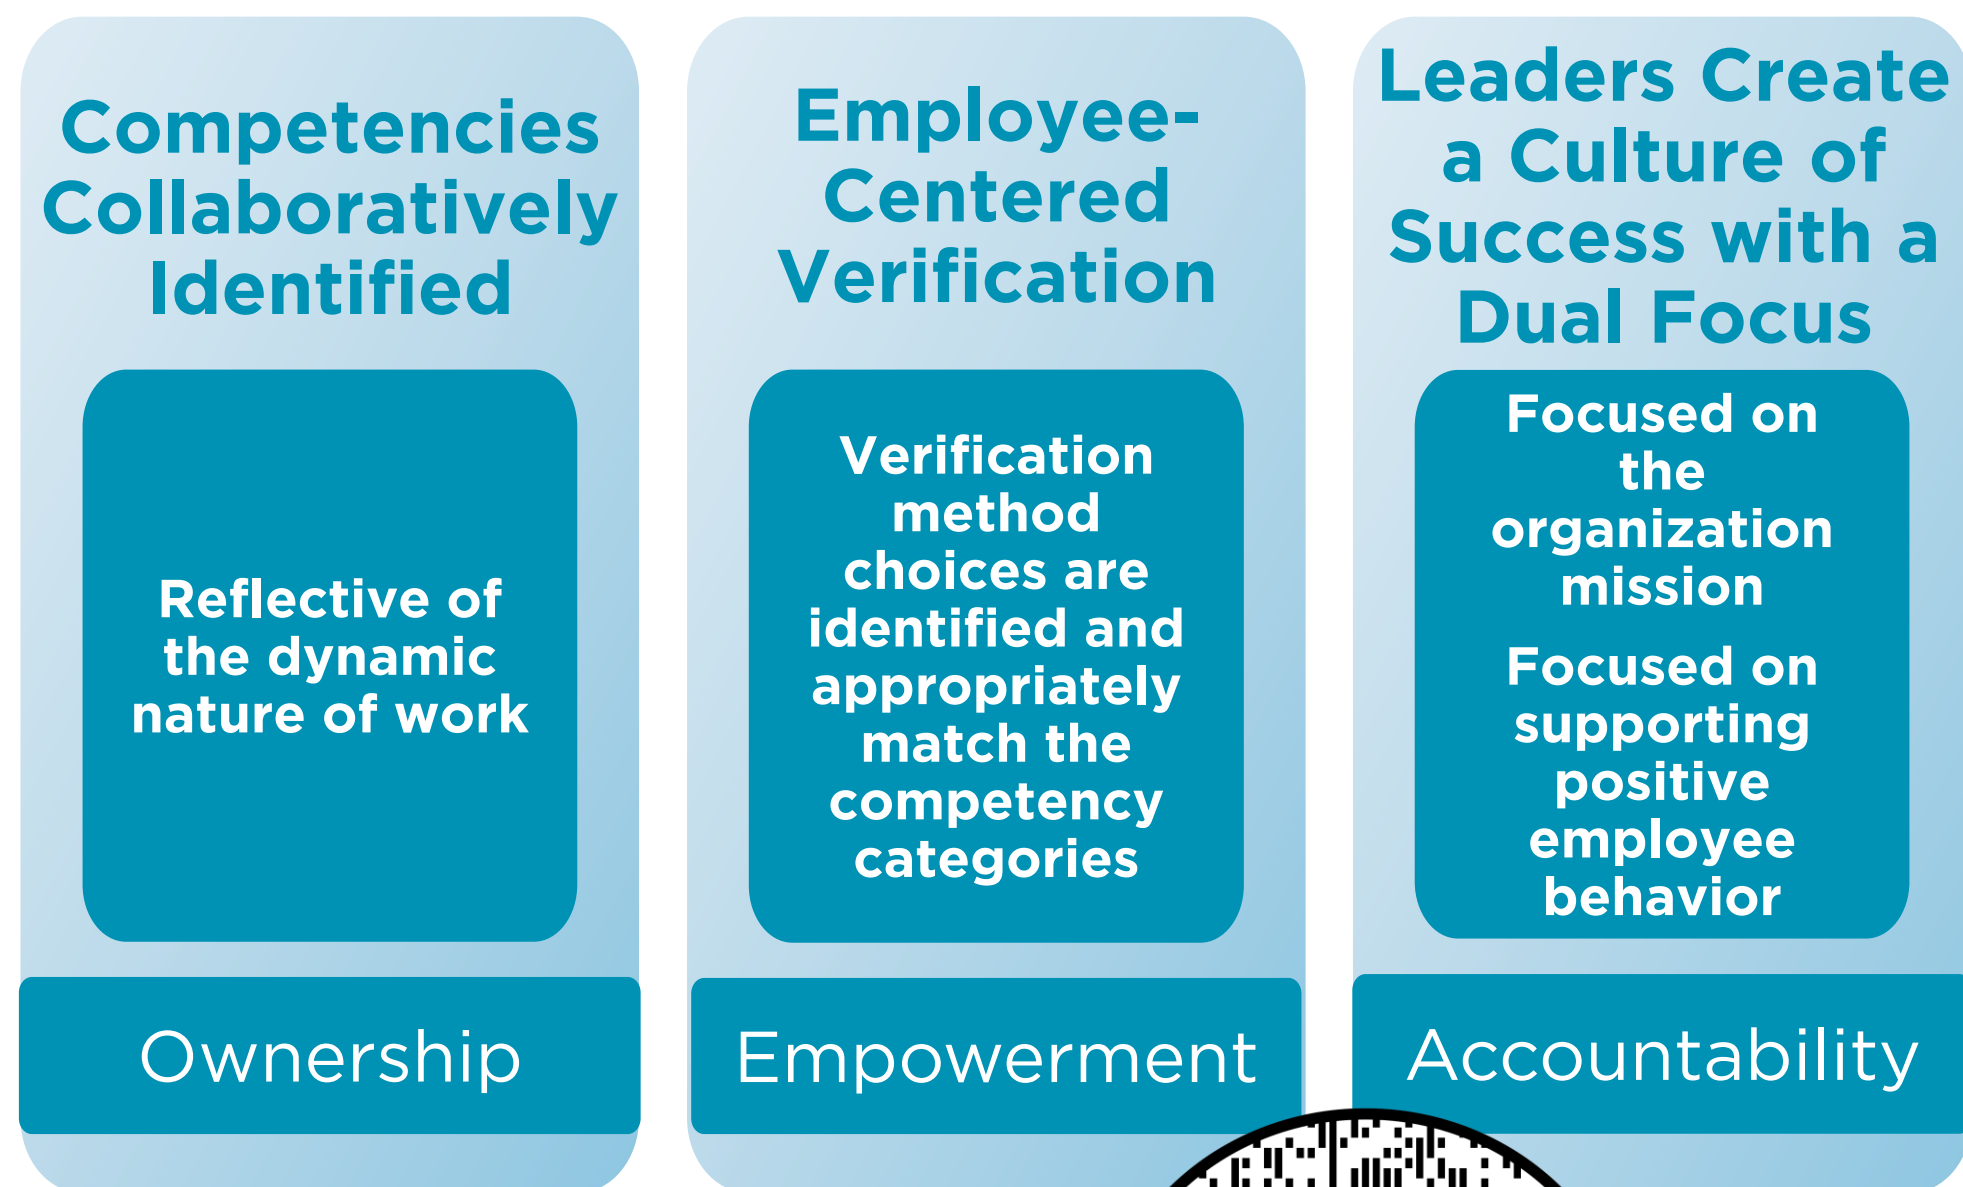 Competencies
Collaboratively
Identified
Reflective of
the dynamic
nature of work
Ownership
Employee-
Centered
Verification
Verification
method
choices are
identified and
appropriately
match the
competency
categories
Empowerment
Leaders Create
a Culture of
Success with a
Dual Focus
Focused on
the
organization
mission
Focused on
supporting
positive
employee
behavior
Accountability